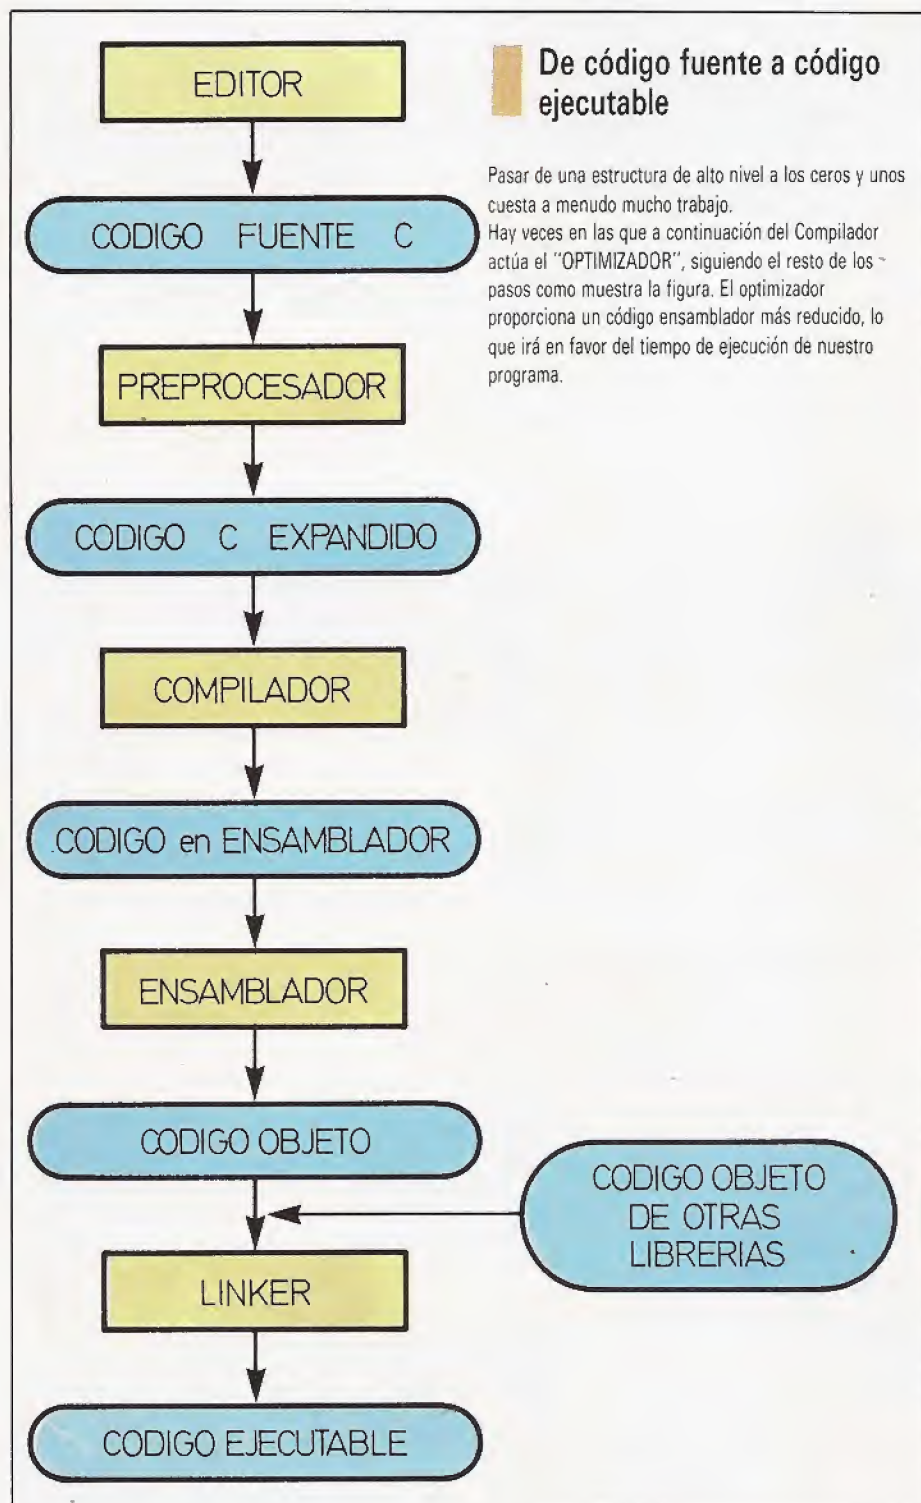 De código fuente a código
ejecutable
Pasar de una estructura de alto nivel a los ceros y unos
cuesta a menudo mucho trabajo.
Hay veces en las que a continuación del Compilador
actúa el "OPTIMIZADOR", siguiendo el resto de los
pasos como muestra la figura. El optimizador
proporciona un código ensamblador más reducido, lo
que irá en favor del tiempo de ejecución de nuestro
programa.
EDITOR
CODIGO FUENTE C
PREPROCESADOR
CODIGO C EXPANDIDO
COMPILADOR
CODIGO en ENSAMBLADOR
ENSAMBLADOR
CODIGO OBJETO
CODIGO OBJETO
DE OTRAS
LIBRERIAS
LINKER
CODIGO EJECUTABLE